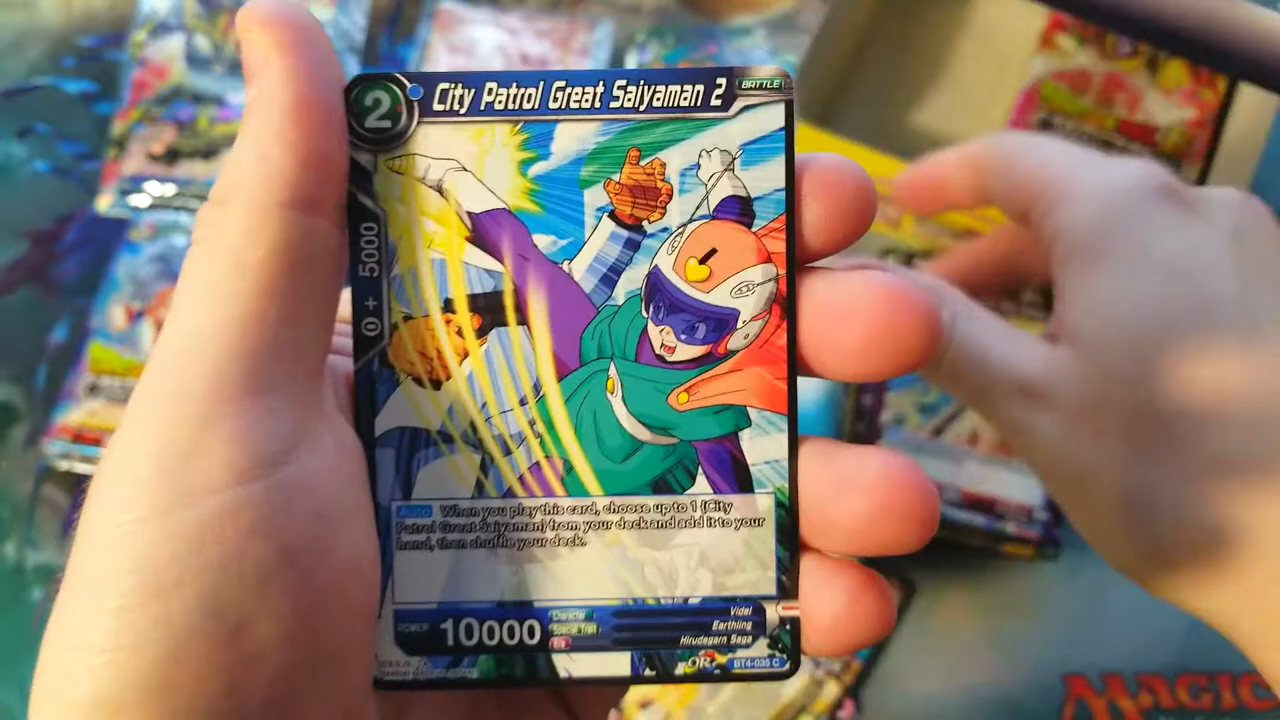 2
City Patrol Great Saiyaman 2
BATTLE
+ 5000
Auto When you play this card, choose up to 1 {City
Patrol Great Saiyaman} from your deck and add it to your
hand, then shuffle your deck.
POWER
10000
Character Videl
Special Trait Earthling
Era Hirudegarn Saga
BT4-035 C
MAGIC